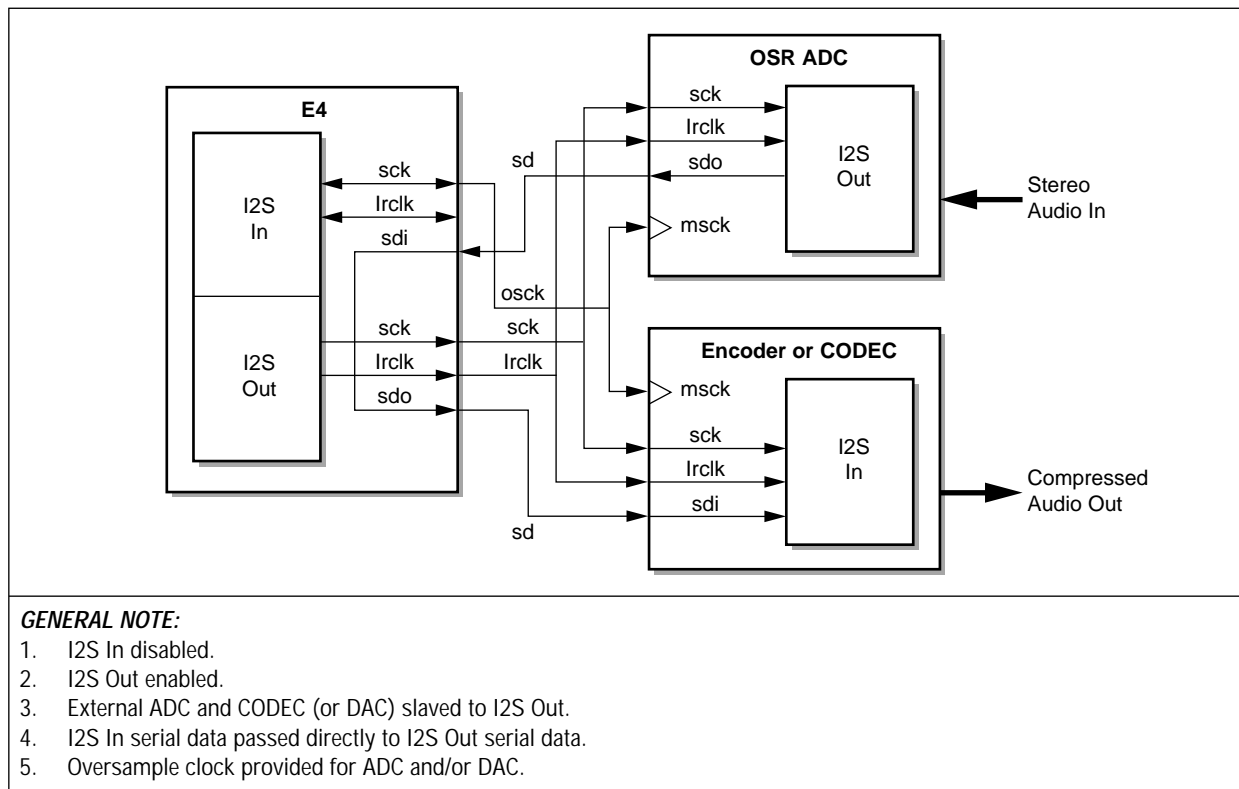 E4
I2S
In
I2S
Out
sck
lrclk
sdi
sck
lrclk
sdo
sd
osck
sck
lrclk
sd
OSR ADC
sck
lrclk
sdo
msck
I2S
Out
Stereo
Audio In
Encoder or CODEC
msck
sck
lrclk
sdi
I2S
In
Compressed
Audio Out
GENERAL NOTE:
1. I2S In disabled.
2. I2S Out enabled.
3. External ADC and CODEC (or DAC) slaved to I2S Out.
4. I2S In serial data passed directly to I2S Out serial data.
5. Oversample clock provided for ADC and/or DAC.